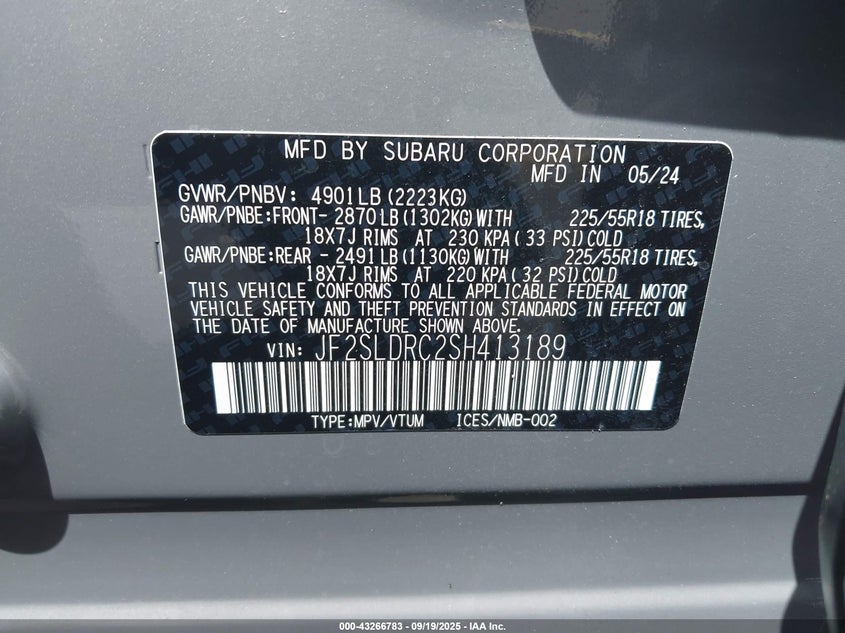 MFD BY SUBARU CORPORATION
MFD IN 05/24
GVWR/PNBV: 4901LB(2223KG)
GAWR/PNBE:FRONT- 2870LB(1302KG)WITH 225/55R18 TIRES,
18X7J RIMS AT 230 KPA( 33 PSI)COLD
GAWR/PNBE:REAR - 2491LB(1130KG)WITH 225/55R18 TIRES,
18X7J RIMS AT 220 KPA( 32 PSI)COLD
THIS VEHICLE CONFORMS TO ALL APPLICABLE FEDERAL MOTOR
VEHICLE SAFETY AND THEFT PREVENTION STANDARDS IN EFFECT ON
THE DATE OF MANUFACTURE SHOWN ABOVE.
VIN: JF2SLDRC2SH413189
TYPE:MPV/VTUM ICES/NMB-002
000-43266783 - 09/19/2025 - IAA Inc.